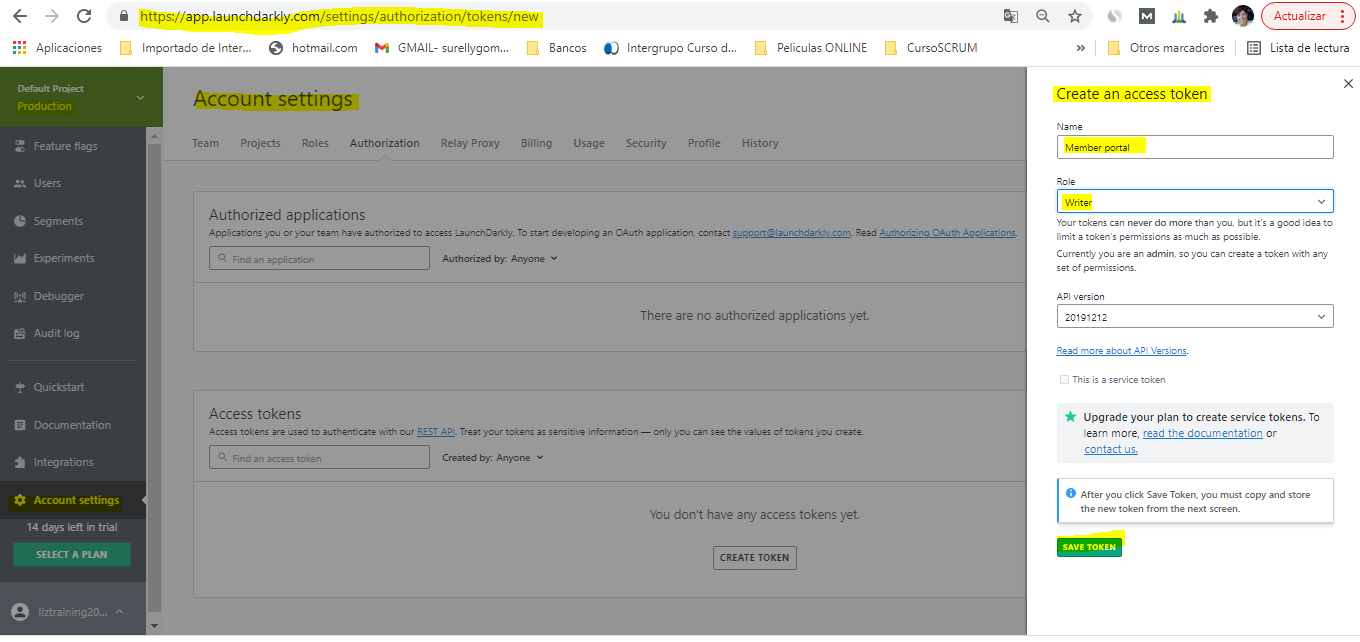 https://app.launchdarkly.com/settings/authorization/tokens/new
M
Actualizar
Aplicaciones
Importado de Inter...
hotmail.com
GMAIL- surellygom...
Bancos
Intergrupo Curso d...
Peliculas ONLINE
CursoSCRUM
»
Otros marcadores
Lista de lectura
Default Project
Production
Feature flags
Users
Segments
Experiments
Debugger
Audit log
Quickstart
Documentation
Integrations
Account settings
14 days left in trial
SELECT A PLAN
liztraining20...
Account settings
Team
Projects
Roles
Authorization
Relay Proxy
Billing
Usage
Security
Profile
History
Authorized applications
Applications you or your team have authorized to access LaunchDarkly. To start developing an OAuth application, contact support@launchdarkly.com. Read Authorizing OAuth Applications.
Find an application
Authorized by: Anyone
There are no authorized applications yet.
Access tokens
Access tokens are used to authenticate with our REST API. Treat your tokens as sensitive information — only you can see the values of tokens you create.
Find an access token
Created by: Anyone
You don't have any access tokens yet.
CREATE TOKEN
Create an access token
Name
Member portal
Role
Writer
Your tokens can never do more than you, but it's a good idea to
limit a token's permissions as much as possible.
Currently you are an admin, so you can create a token with any
set of permissions.
API version
20191212
Read more about API Versions.
This is a service token
Upgrade your plan to create service tokens. To
learn more, read the documentation or
contact us.
After you click Save Token, you must copy and store
the new token from the next screen.
SAVE TOKEN